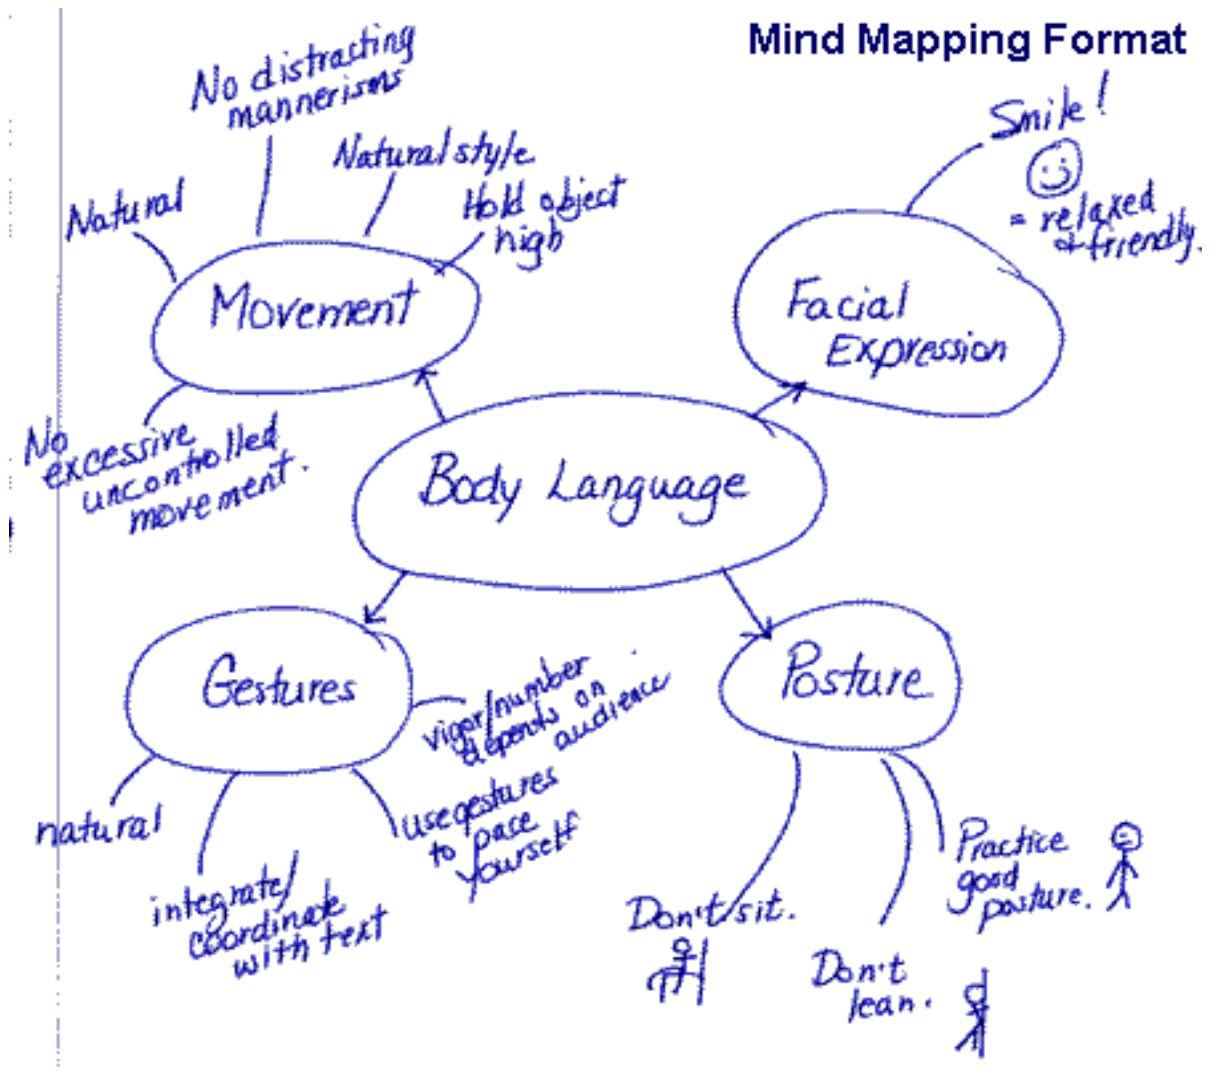 Mind Mapping Format
No distracting
mannerisms
Natural style
Natural
Hold object
high
Movement
No
excessive
uncontrolled
movement.
Smile!
= relaxed
& friendly.
Facial
Expression
Body Language
Gestures
vigor/number
depends on
audience
natural
use gestures
to pace
yourself
integrate/
coordinate
with text
Posture
Don't sit.
Don't
lean.
Practice
good
posture.